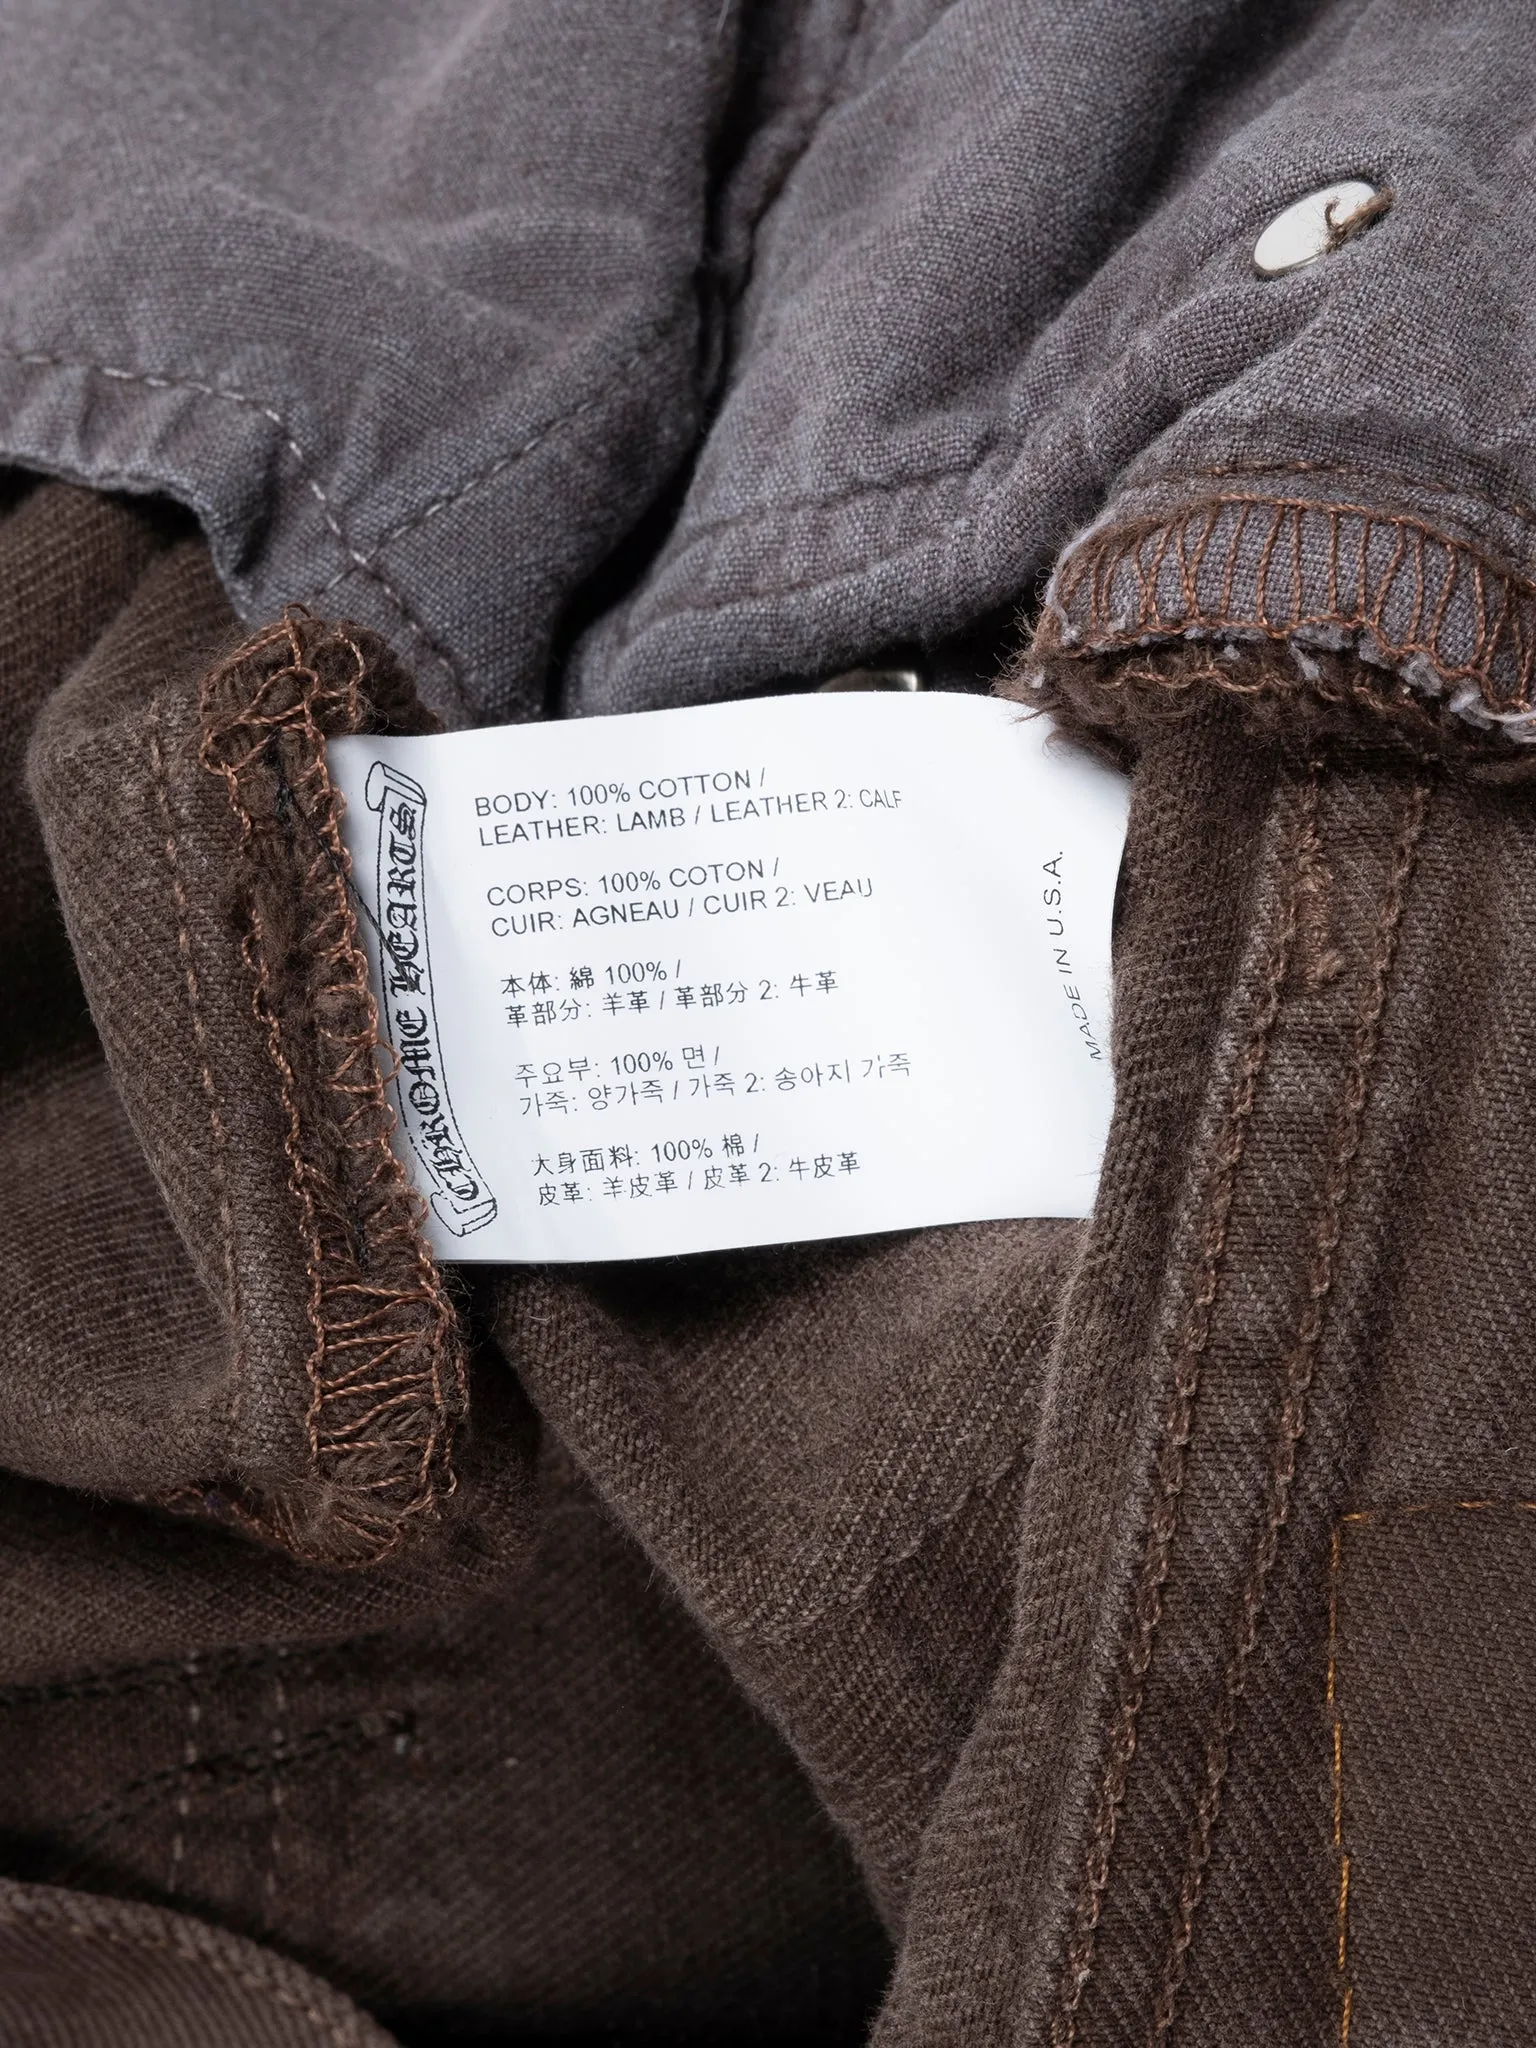 CHROME HEARTS
BODY: 100% COTTON /
LEATHER: LAMB / LEATHER 2: CALF
CORPS: 100% COTON /
CUIR: AGNEAU / CUIR 2: VEAU
本体: 綿 100% /
革部分: 羊革 / 革部分 2: 牛革
주요부: 100% 면 /
가죽: 양가죽 / 가죽 2: 송아지 가죽
大身面料: 100% 棉 /
皮革: 羊皮革 / 皮革 2: 牛皮革
MADE IN U.S.A.